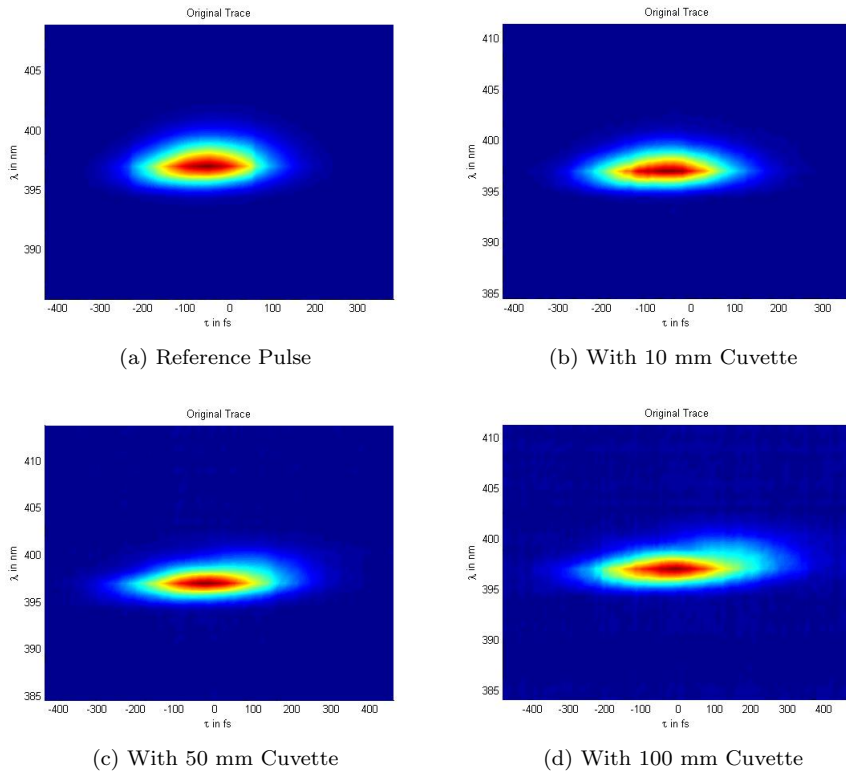 Original Trace
λ in nm
405
400
395
390
-400 -300 -200 -100 0 100 200 300
τ in fs
(a) Reference Pulse
Original Trace
λ in nm
410
405
400
395
390
385
-400 -300 -200 -100 0 100 200 300
τ in fs
(b) With 10 mm Cuvette
Original Trace
λ in nm
410
405
400
395
390
385
-400 -300 -200 -100 0 100 200 300 400
τ in fs
(c) With 50 mm Cuvette
Original Trace
λ in nm
410
405
400
395
390
385
-400 -300 -200 -100 0 100 200 300 400
τ in fs
(d) With 100 mm Cuvette